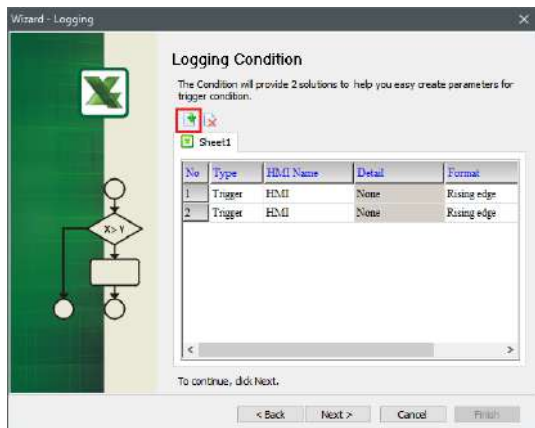 Wizard - Logging
Logging Condition
The Condition will provide 2 solutions to help you easy create parameters for
trigger condition.
Sheet1
No Type HMI Name Detail Format
1 Trigger HMI None Rising edge
2 Trigger HMI None Rising edge
X> Y
To continue, click Next.
< Back Next > Cancel Finish